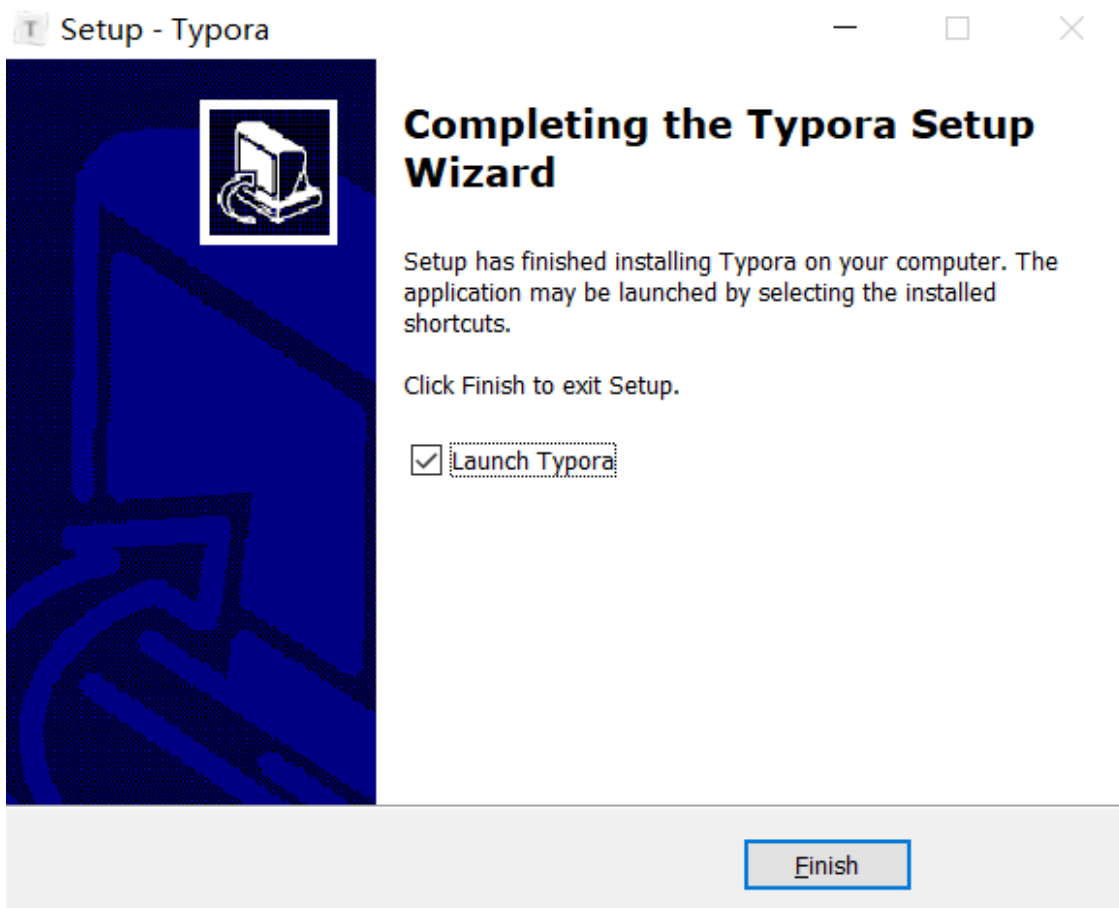 T Setup - Typora
Completing the Typora Setup
Wizard
Setup has finished installing Typora on your computer. The
application may be launched by selecting the installed
shortcuts.
Click Finish to exit Setup.
Launch Typora
Finish